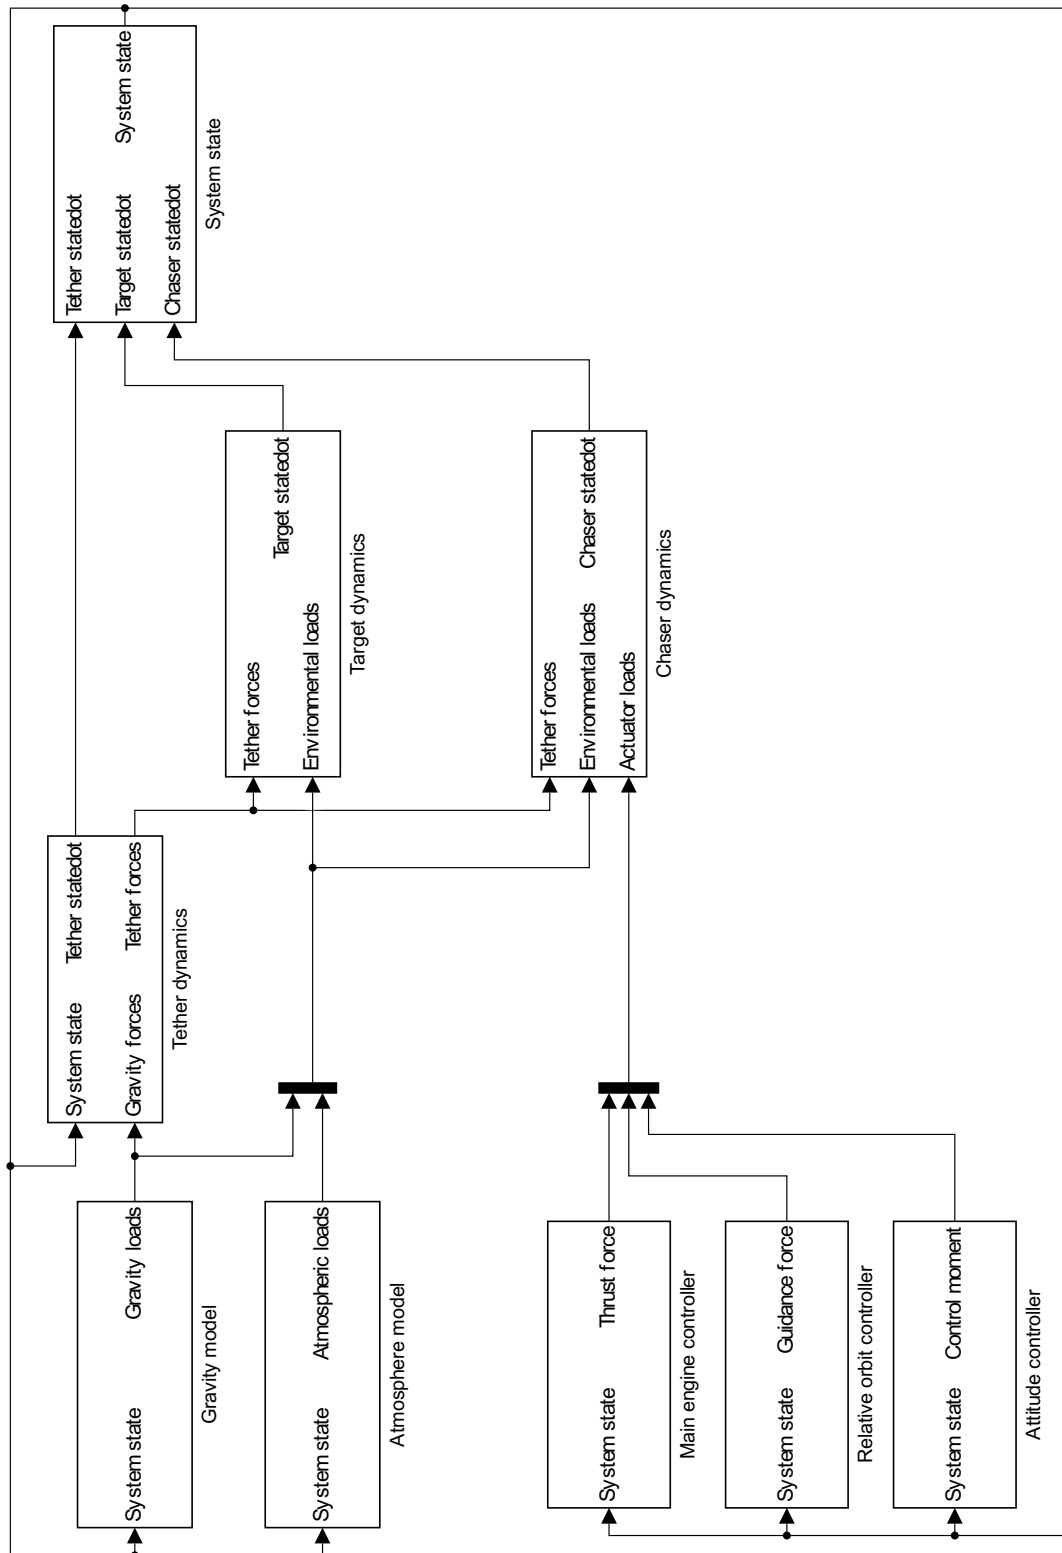 System state
Gravity loads
Gravity model
System state
Atmospheric loads
Atmosphere model
System state
Thrust force
Main engine controller
System state
Guidance force
Relative orbit controller
System state
Control moment
Attitude controller
System state
Gravity forces
Tether statedot
Tether forces
Tether dynamics
Tether forces
Environmental loads
Target statedot
Target dynamics
Tether forces
Environmental loads
Actuator loads
Chaser statedot
Chaser dynamics
Tether statedot
Target statedot
Chaser statedot
System state
System state